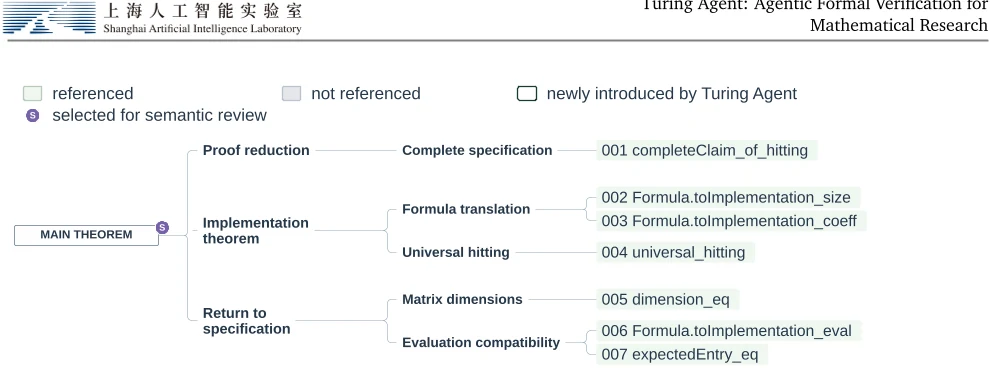 上海人工智能实验室
Shanghai Artificial Intelligence Laboratory
Turing Agent: Agentic Formal Verification for
Mathematical Research
referenced
not referenced
newly introduced by Turing Agent
S selected for semantic review
Proof reduction
Complete specification
001 completeClaim_of_hitting
002 Formula.toImplementation_size
Formula translation
003 Formula.toImplementation_coeff
MAIN THEOREM S
Implementation
theorem
Universal hitting
004 universal_hitting
Matrix dimensions
005 dimension_eq
Return to
specification
006 Formula.toImplementation_eval
Evaluation compatibility
007 expectedEntry_eq